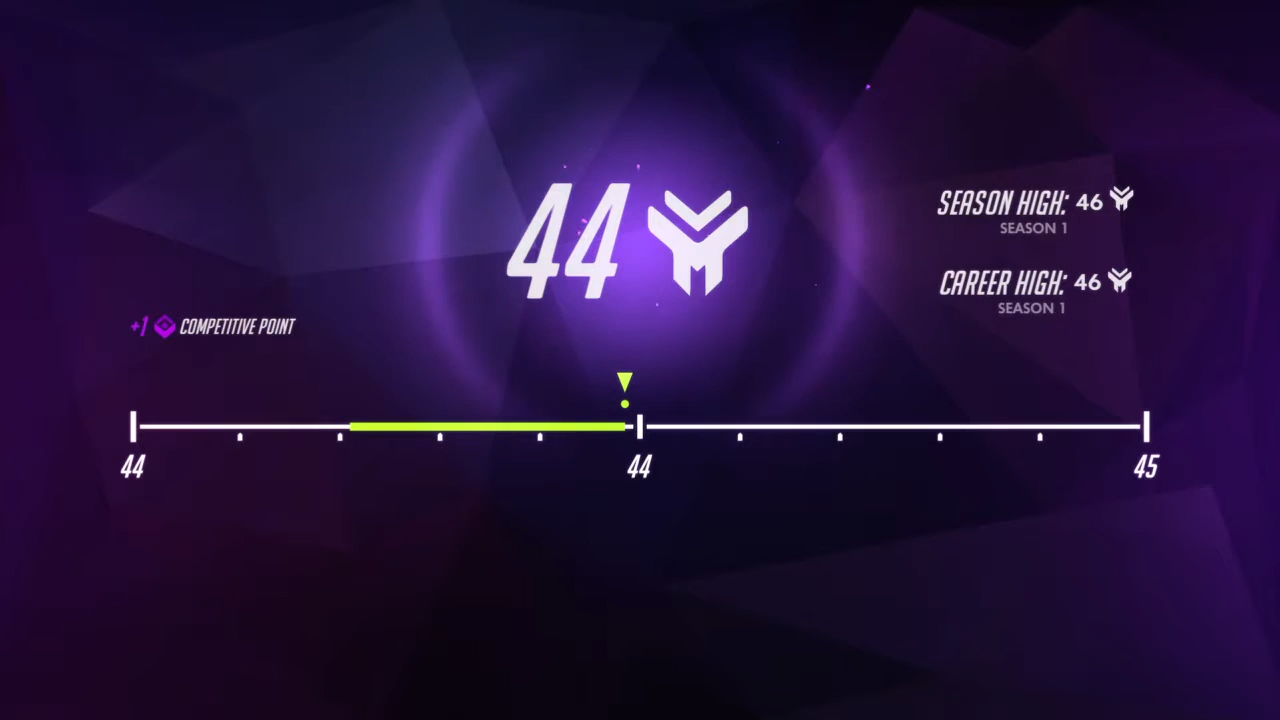 44
SEASON HIGH: 46
SEASON 1
CAREER HIGH: 46
SEASON 1
+1 COMPETITIVE POINT
44 44 45